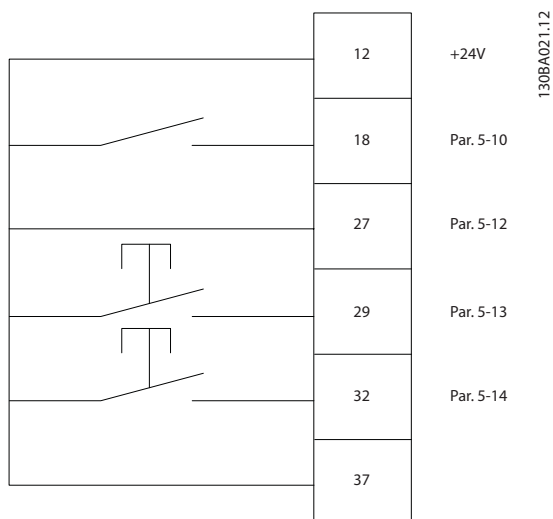 12 +24V
18 Par. 5-10
27 Par. 5-12
29 Par. 5-13
32 Par. 5-14
37
130BA021.12